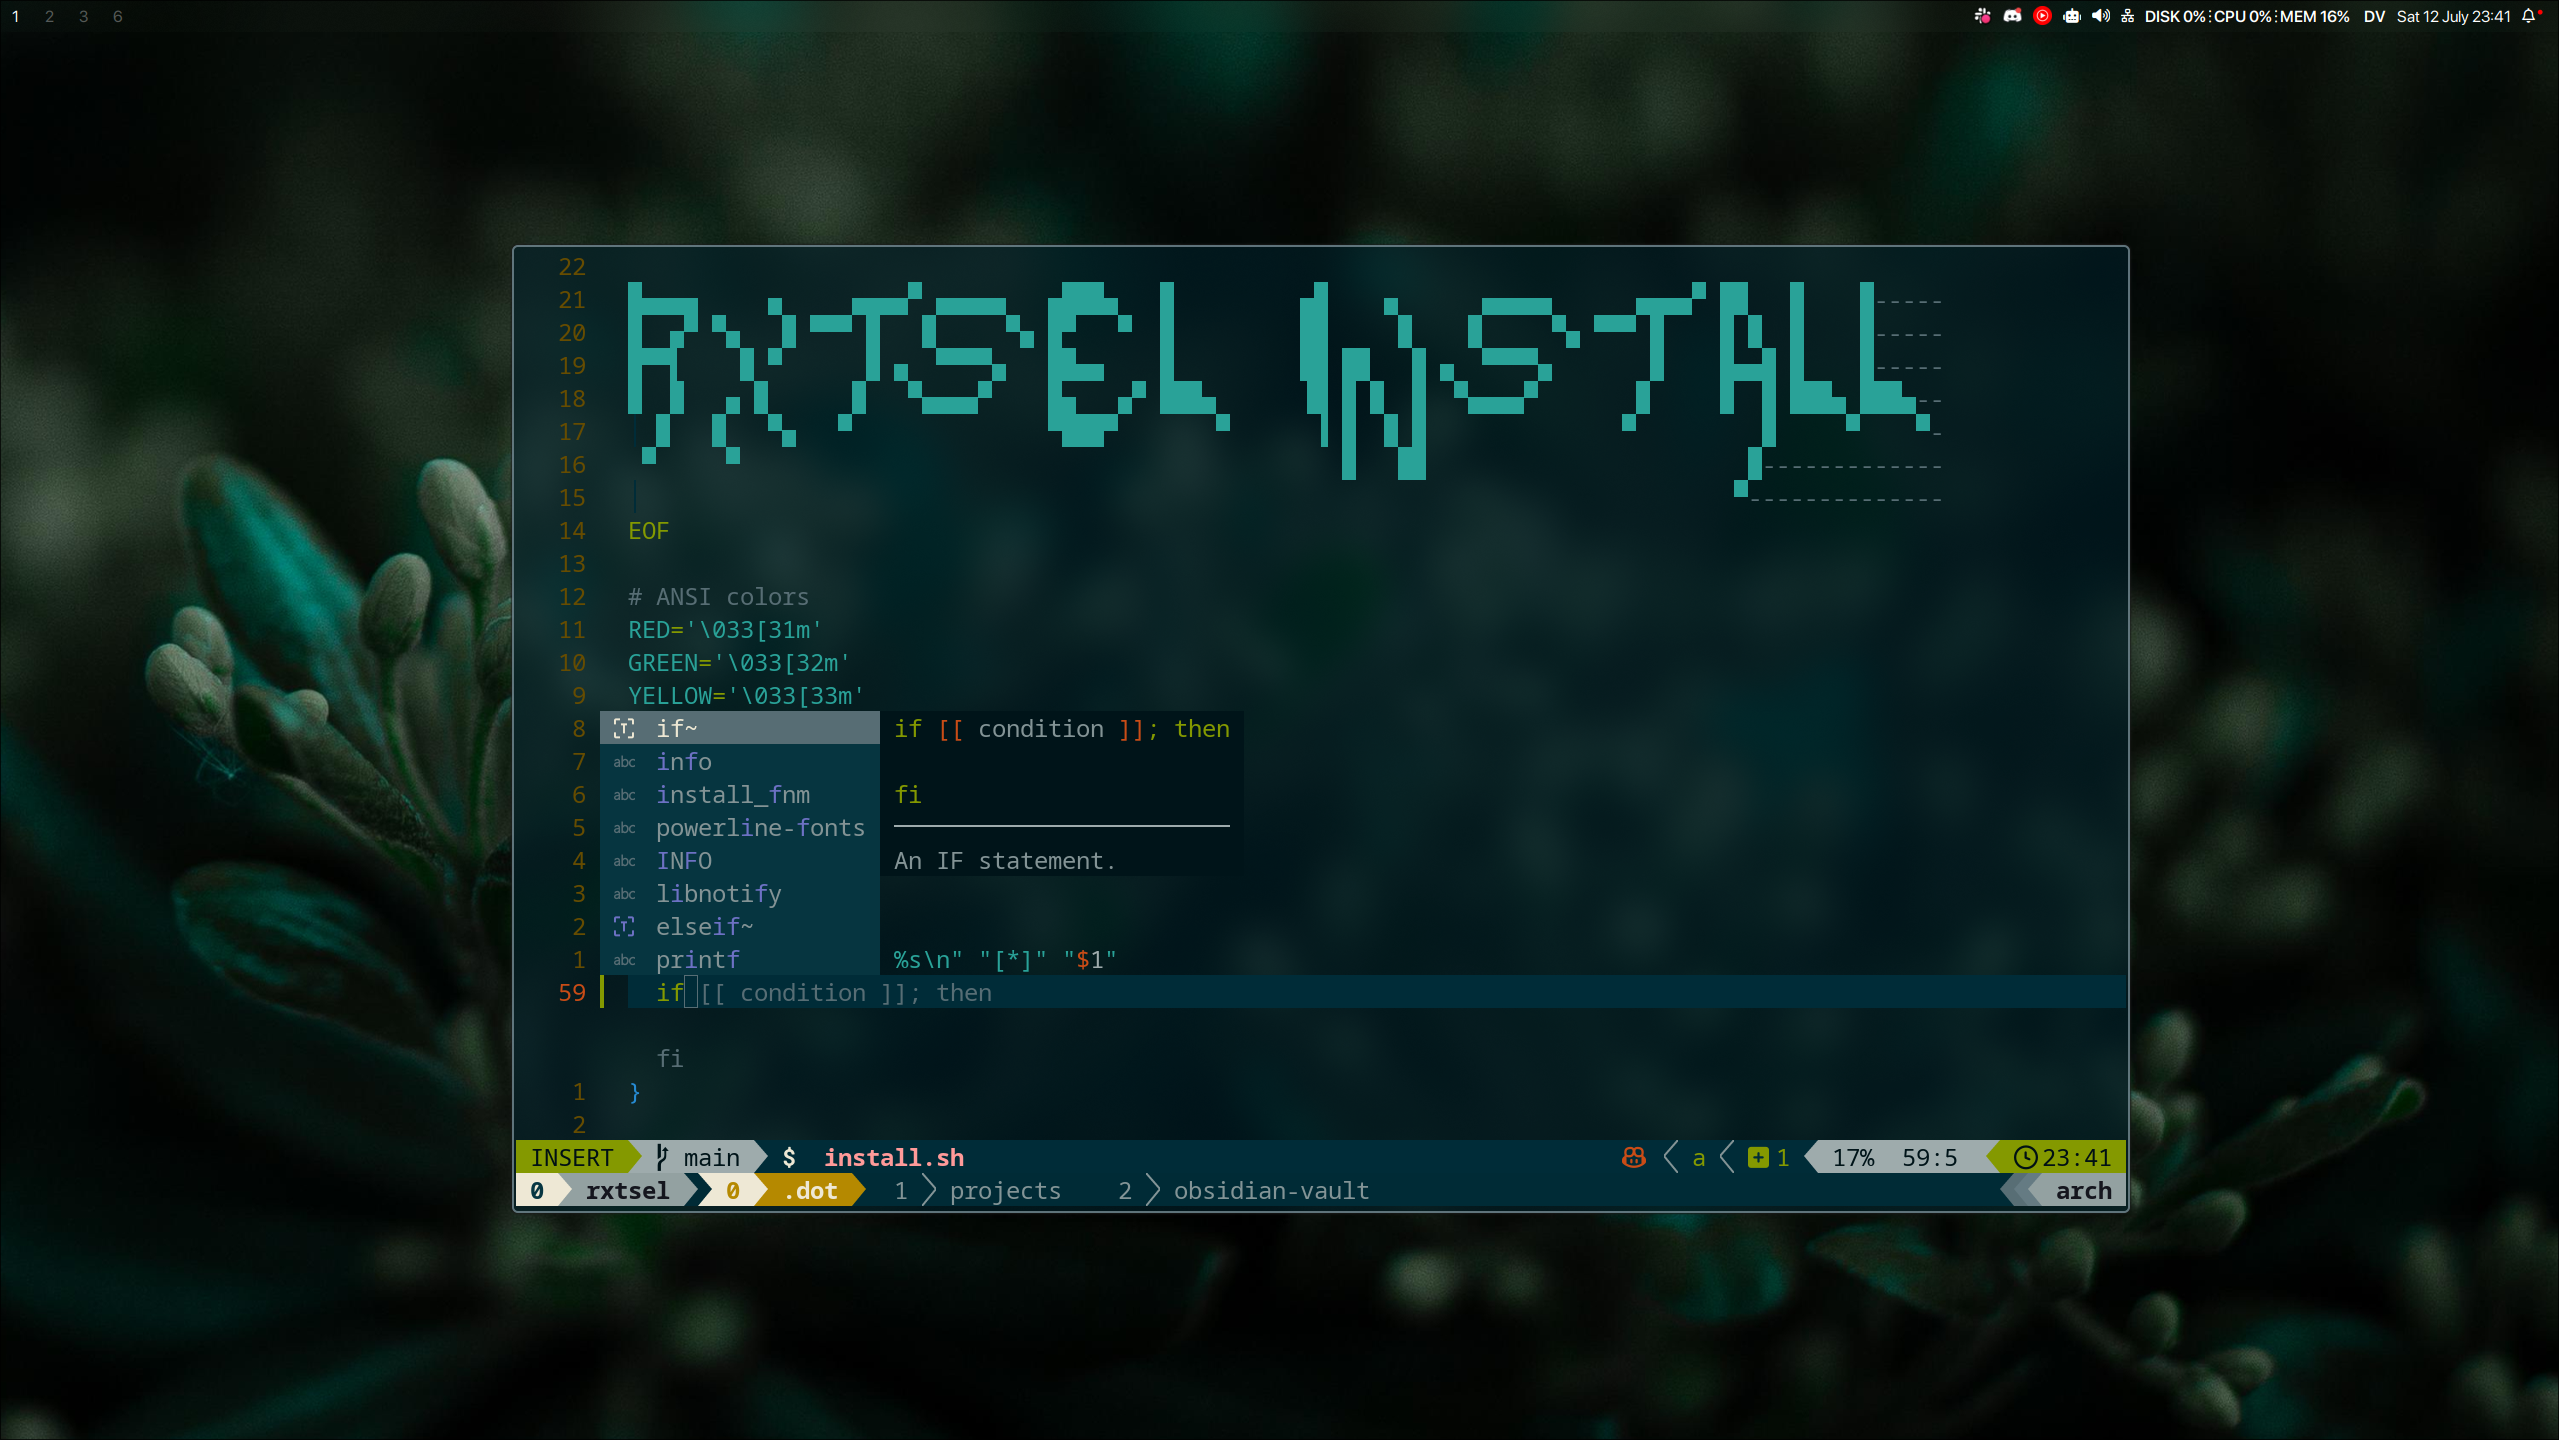 1 2 3 6
DISK 0%⋮CPU 0%⋮MEM 16% DV Sat 12 July 23:41
22
21 RXTSEL INSTALL-----
20 -----
19 -----
18 --
17 -
16 -------------
15 --------------
14 EOF
13
12 # ANSI colors
11 RED='\033[31m'
10 GREEN='\033[32m'
9 YELLOW='\033[33m'
8 if~ if [[ condition ]]; then
7 abc info
6 abc install_fnm fi
5 abc powerline-fonts
4 abc INFO An IF statement.
3 abc libnotify
2 elseif~
1 abc printf %s\n" "[*]" "$1"
59 if [[ condition ]]; then
fi
1 }
2
INSERT main $ install.sh a 1 17% 59:5 23:41
0 rxtsel 0 .dot 1 projects 2 obsidian-vault arch